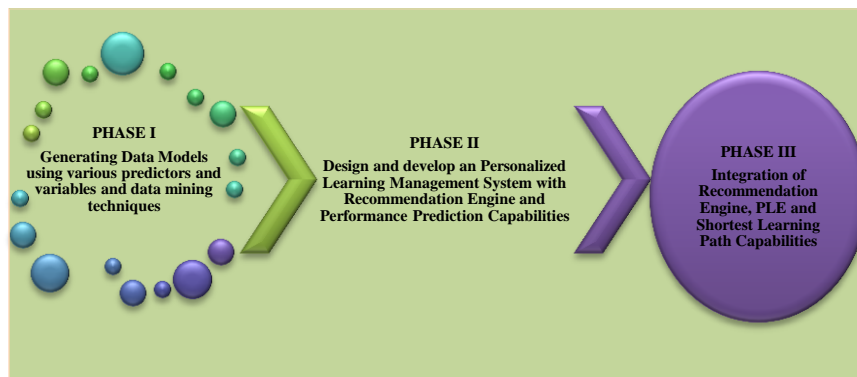 PHASE I
Generating Data Models
using various predictors and
variables and data mining
techniques
PHASE II
Design and develop an Personalized
Learning Management System with
Recommendation Engine and
Performance Prediction Capabilities
PHASE III
Integration of
Recommendation
Engine, PLE and
Shortest Learning
Path Capabilities